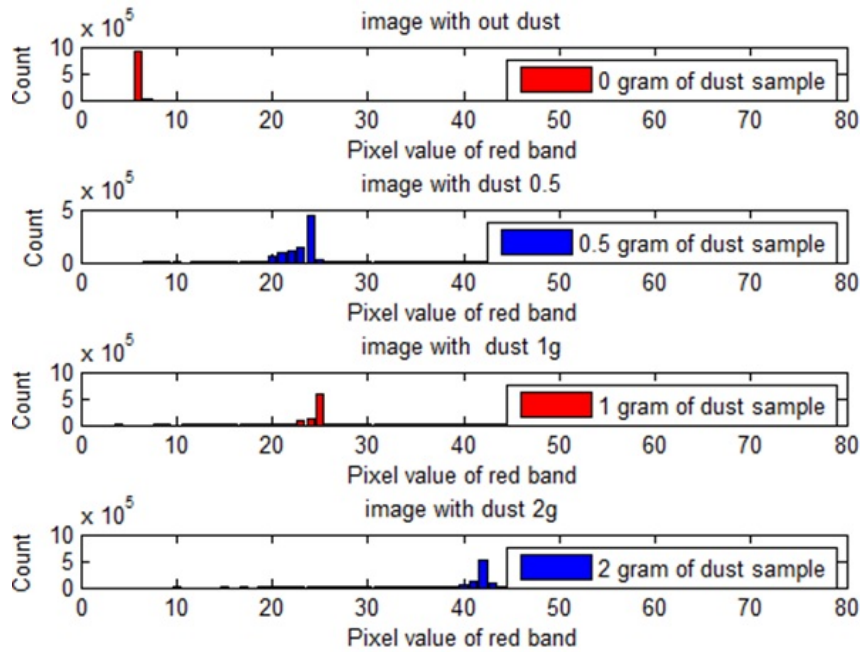 image with out dust
x 10^5
10
5
0
Count
0 gram of dust sample
0 10 20 30 40 50 60 70 80
Pixel value of red band
image with dust 0.5
x 10^5
5
0
Count
0.5 gram of dust sample
0 10 20 30 40 50 60 70 80
Pixel value of red band
image with dust 1g
x 10^5
10
5
0
Count
1 gram of dust sample
0 10 20 30 40 50 60 70 80
Pixel value of red band
image with dust 2g
x 10^5
10
5
0
Count
2 gram of dust sample
0 10 20 30 40 50 60 70 80
Pixel value of red band